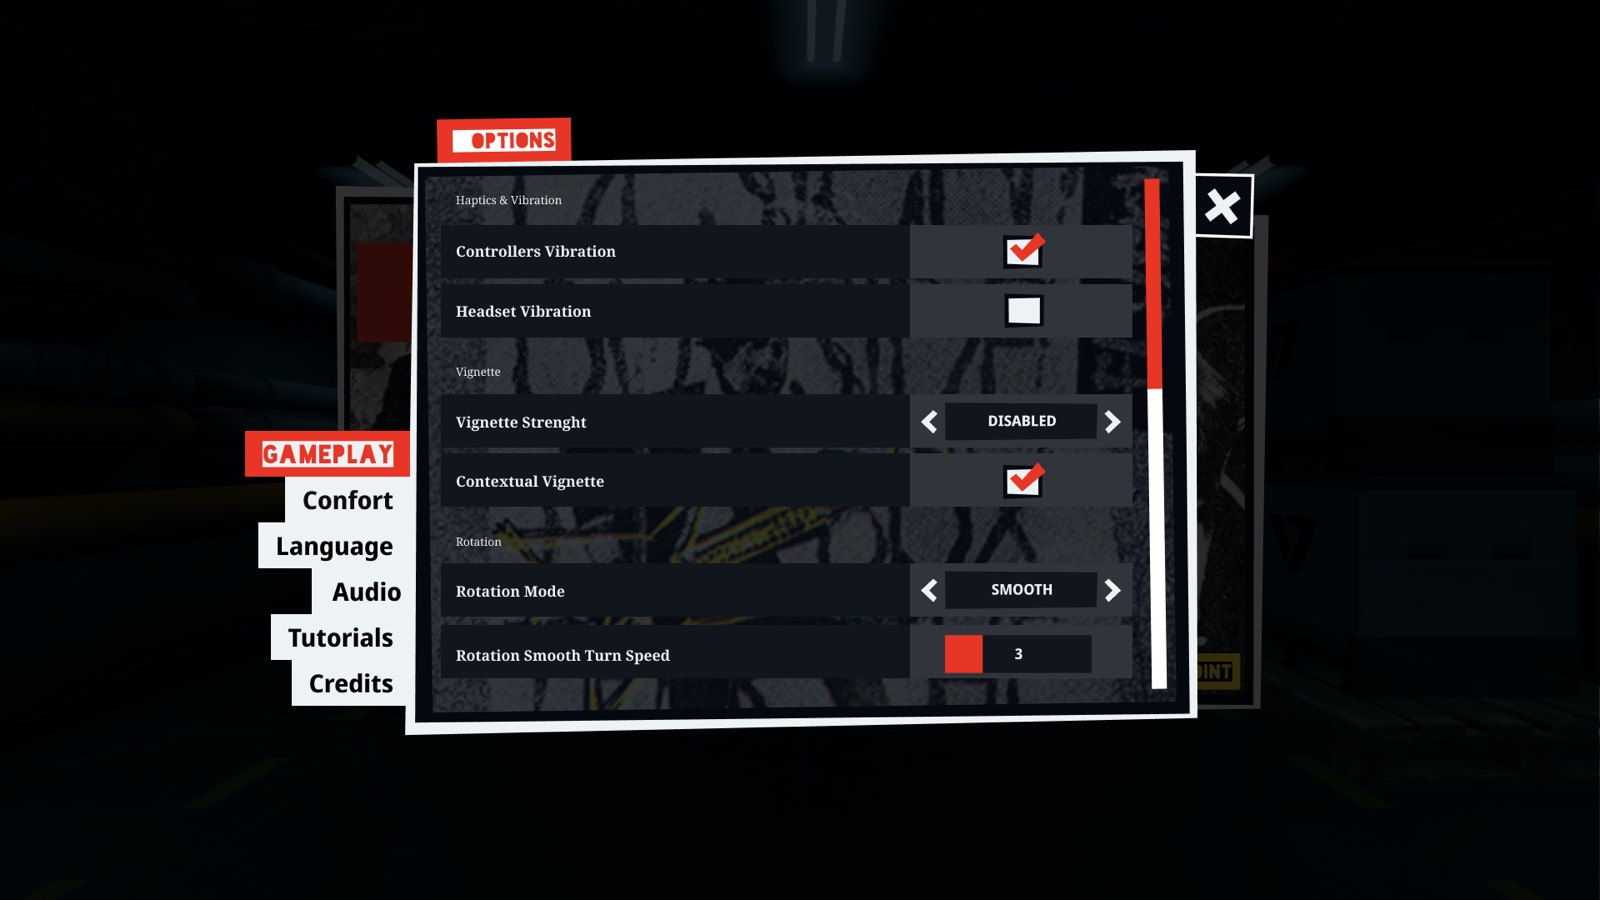 OPTIONS
Haptics & Vibration
Controllers Vibration
Headset Vibration
Vignette
Vignette Strenght
DISABLED
Contextual Vignette
Rotation
Rotation Mode
SMOOTH
Rotation Smooth Turn Speed
3
GAMEPLAY
Confort
Language
Audio
Tutorials
Credits